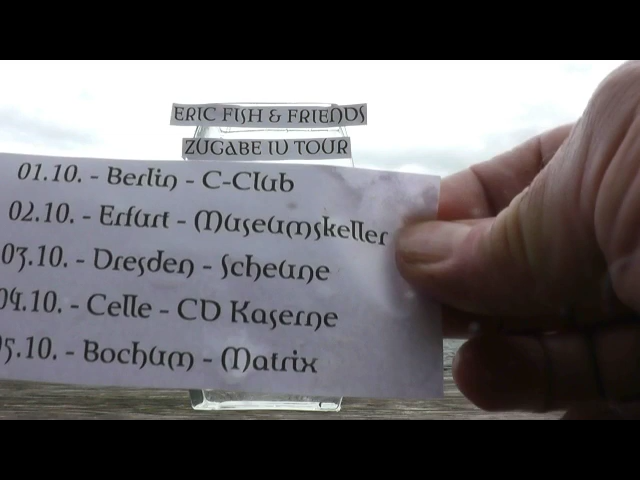 ERIC FISH & FRIENDS
ZUGABE IV TOUR
01.10. - Berlin - C-Club
02.10. - Erfurt - Museumskeller
03.10. - Dresden - Scheune
04.10. - Celle - CD Kaserne
05.10. - Bochum - Matrix